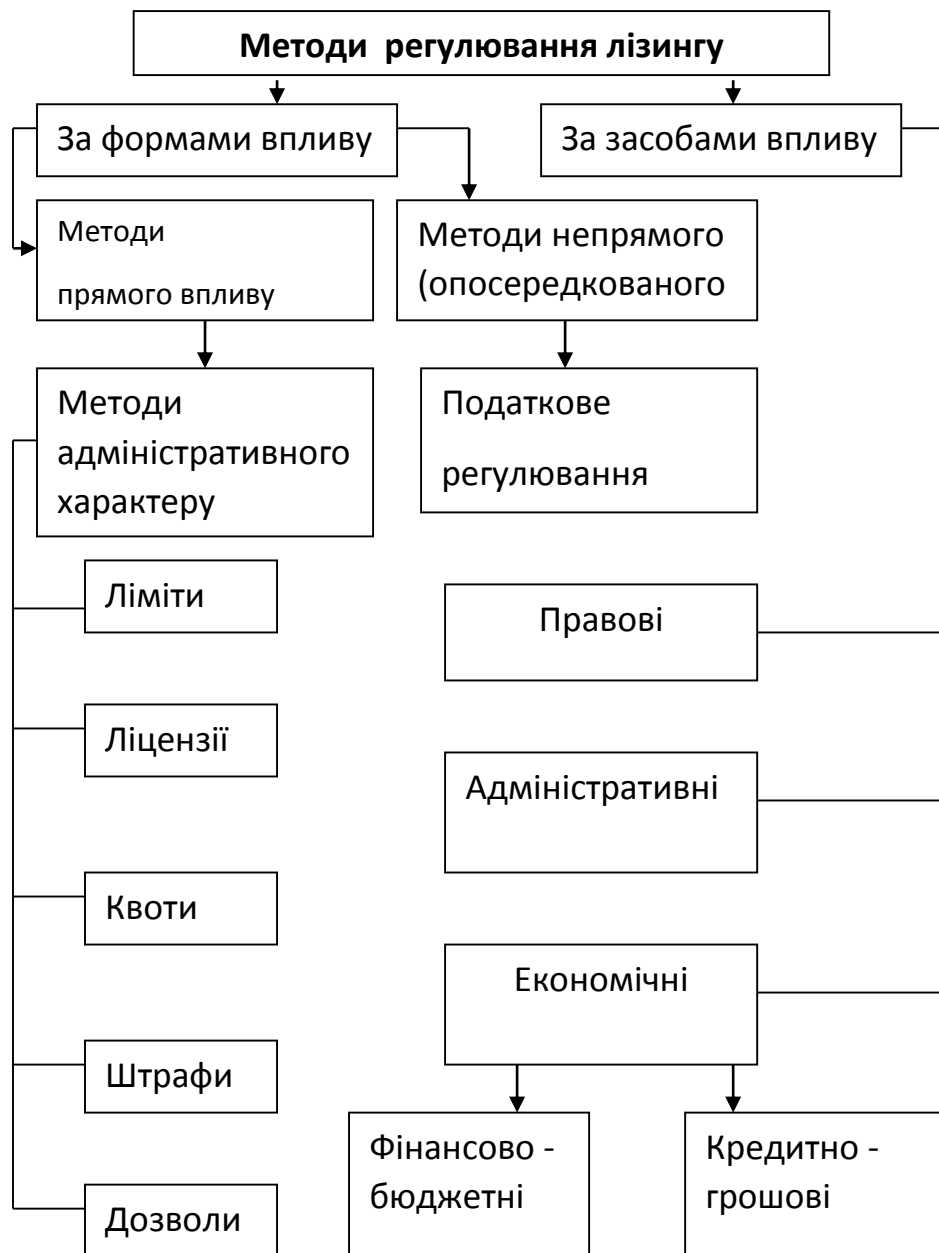 Методи  регулювання лізингу
За формами впливу
За засобами впливу
Методи
прямого впливу
Методи непрямого
(опосередкованого
Методи
адміністративного
характеру
Податкове
регулювання
Ліміти
Правові
Ліцензії
Адміністративні
Квоти
Економічні
Штрафи
Фінансово -
бюджетні
Кредитно -
грошові
Дозволи